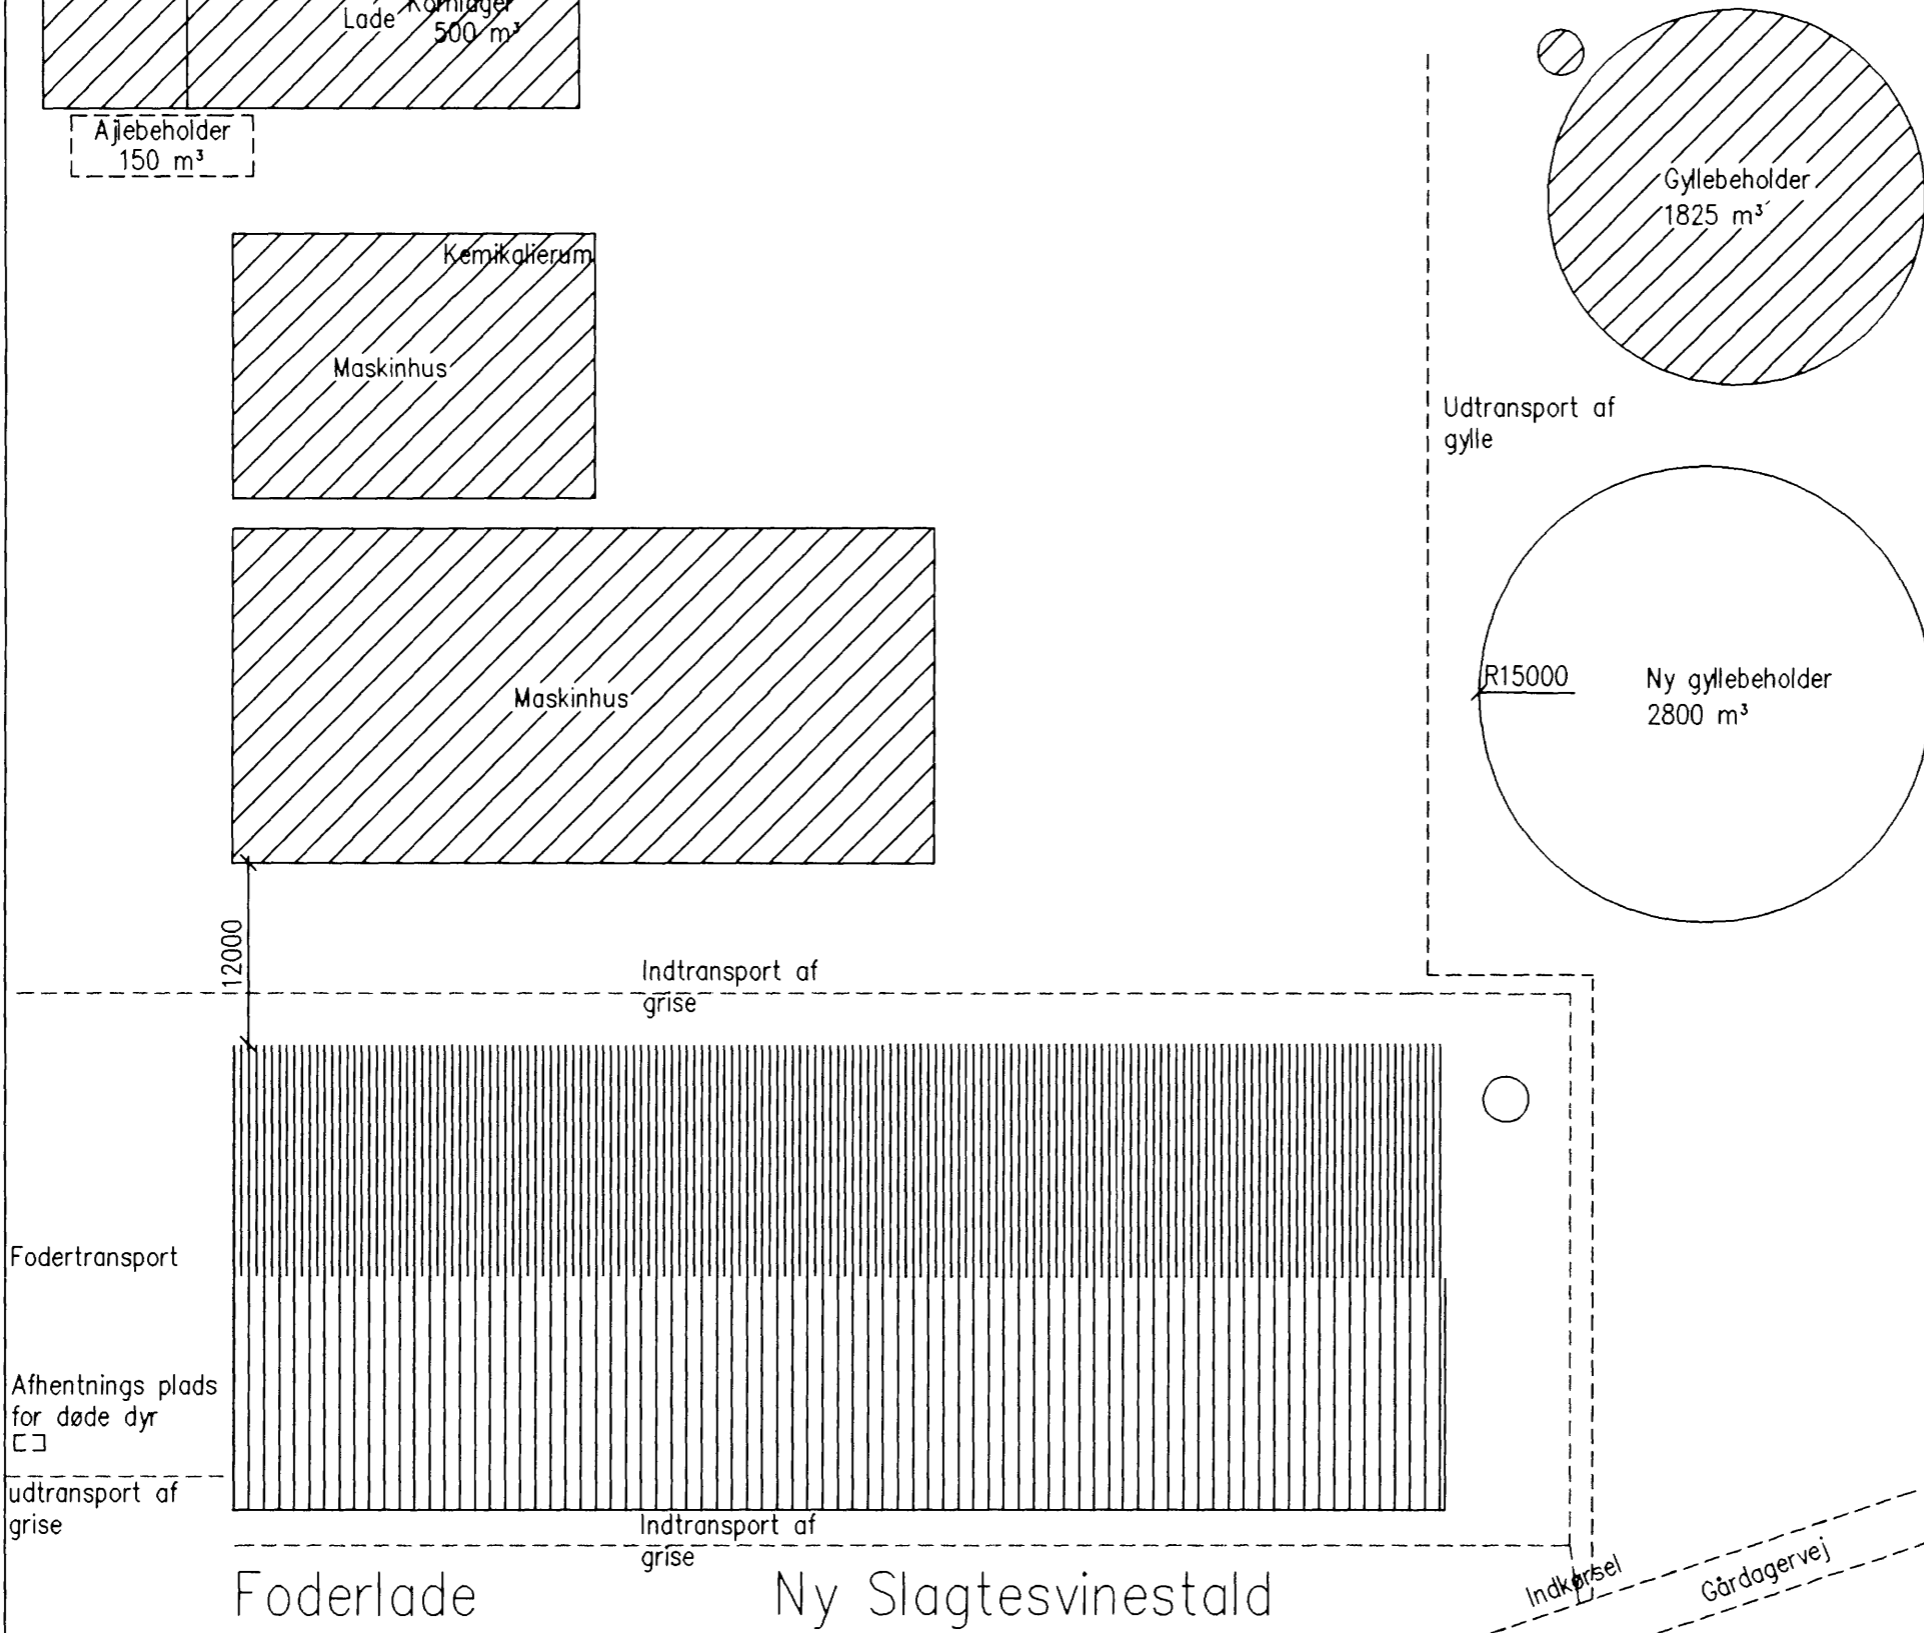 Kornlager
Lade
500 m³
Ajlebeholder
150 m³
Gyllebeholder
1825 m³
Kemikalierum
Maskinhus
Udtransport af
gylle
Maskinhus
R15000
Ny gyllebeholder
2800 m³
12000
Indtransport af
grise
Fodertransport
Afhentnings plads
for døde dyr
udtransport af
grise
Indtransport af
grise
Foderlade
Ny Slagtesvinestald
Indkørsel
Gårdagervej